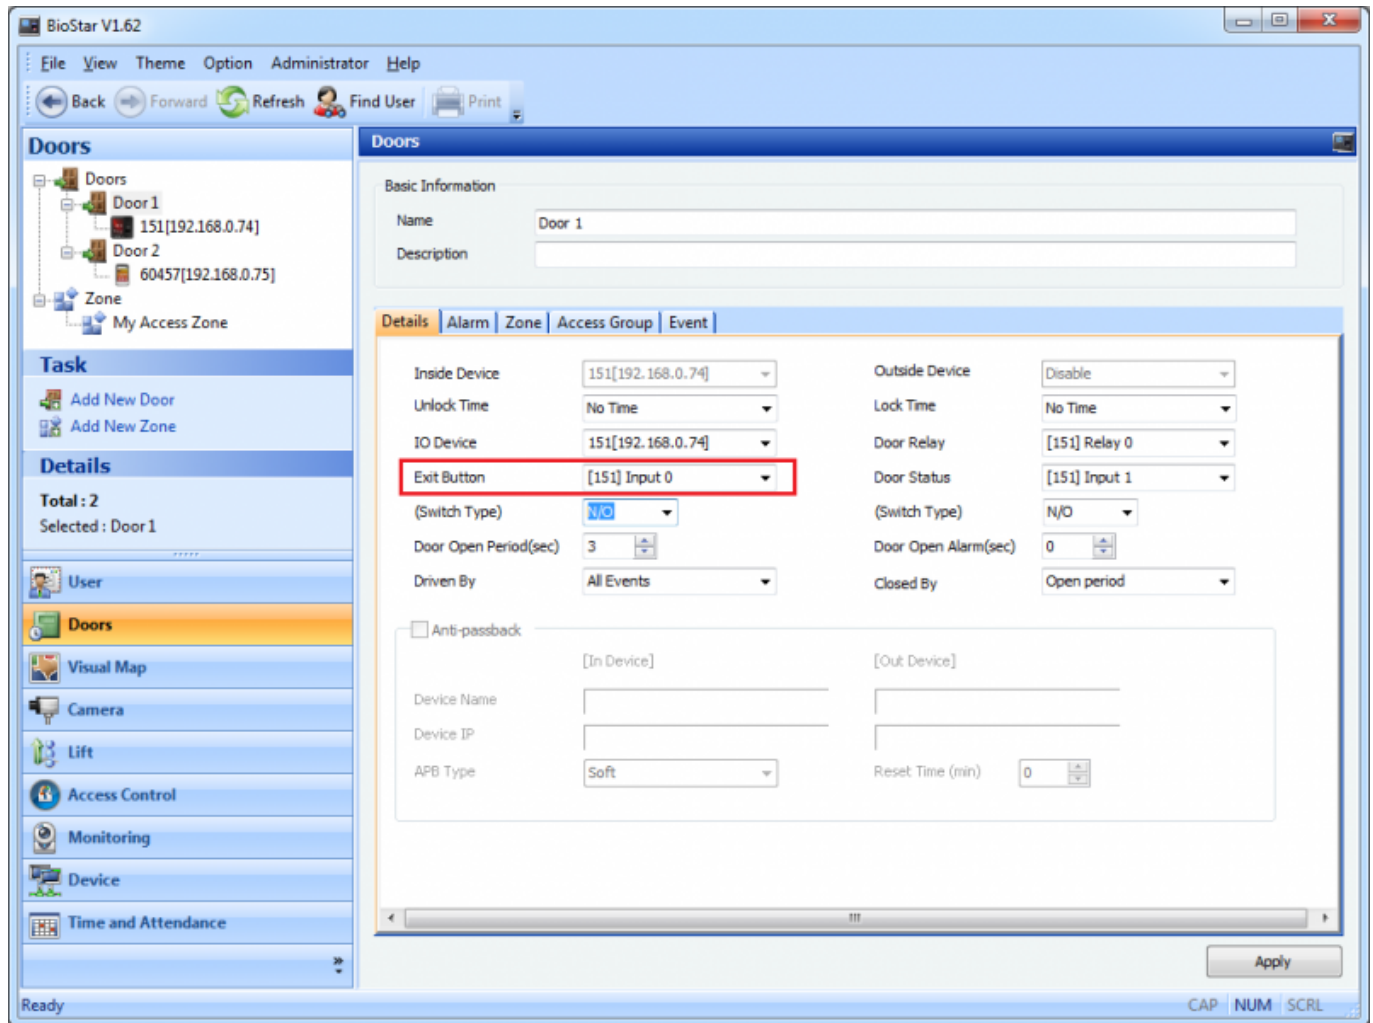 BioStar V1.62
File View Theme Option Administrator Help
Back Forward Refresh Find User Print
Doors
Doors
Door 1
151[192.168.0.74]
Door 2
60457[192.168.0.75]
Zone
My Access Zone
Task
Add New Door
Add New Zone
Details
Total : 2
Selected : Door 1
User
Doors
Visual Map
Camera
Lift
Access Control
Monitoring
Device
Time and Attendance
Doors
Basic Information
Name Door 1
Description
Details Alarm Zone Access Group Event
Inside Device 151[192.168.0.74] Outside Device Disable
Unlock Time No Time Lock Time No Time
IO Device 151[192.168.0.74] Door Relay [151] Relay 0
Exit Button [151] Input 0 Door Status [151] Input 1
(Switch Type) N/O (Switch Type) N/O
Door Open Period(sec) 3 Door Open Alarm(sec) 0
Driven By All Events Closed By Open period
Anti-passback
[In Device] [Out Device]
Device Name
Device IP
APB Type Soft Reset Time (min) 0
Apply
Ready CAP NUM SCRL